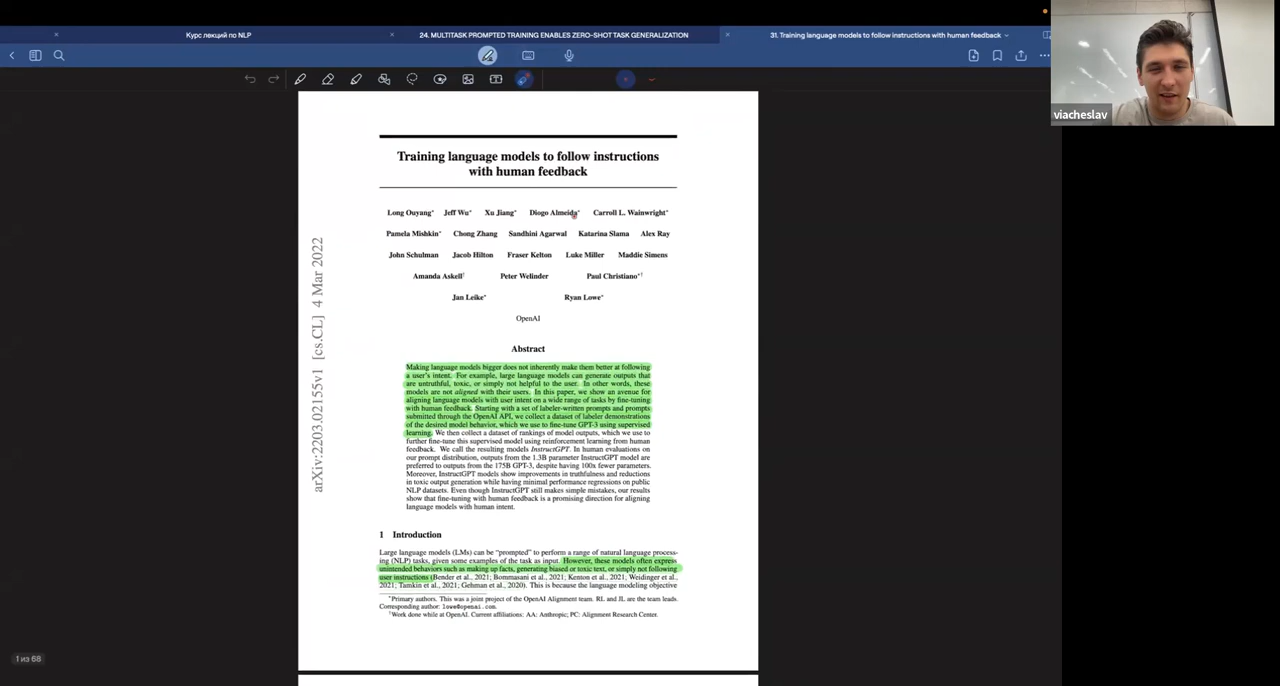 Курс лекций по NLP
24. MULTITASK PROMPTED TRAINING ENABLES ZERO-SHOT TASK GENERALIZATION
31. Training language models to follow instructions with human feedback
viacheslav
Training language models to follow instructions
with human feedback
Long Ouyang* Jeff Wu* Xu Jiang* Diogo Almeida* Carroll L. Wainwright*
Pamela Mishkin* Chong Zhang Sandhini Agarwal Katarina Slama Alex Ray
John Schulman Jacob Hilton Fraser Kelton Luke Miller Maddie Simens
Amanda Askell† Peter Welinder Paul Christiano*†
Jan Leike* Ryan Lowe*
OpenAI
arXiv:2203.02155v1 [cs.CL] 4 Mar 2022
Abstract
Making language models bigger does not inherently make them better at following
a user's intent. For example, large language models can generate outputs that
are untruthful, toxic, or simply not helpful to the user. In other words, these
models are not aligned with their users. In this paper, we show an avenue for
aligning language models with user intent on a wide range of tasks by fine-tuning
with human feedback. Starting with a set of labeler-written prompts and prompts
submitted through the OpenAI API, we collect a dataset of labeler demonstrations
of the desired model behavior, which we use to fine-tune GPT-3 using supervised
learning. We then collect a dataset of rankings of model outputs, which we use to
further fine-tune this supervised model using reinforcement learning from human
feedback. We call the resulting models InstructGPT. In human evaluations on
our prompt distribution, outputs from the 1.3B parameter InstructGPT model are
preferred to outputs from the 175B GPT-3, despite having 100x fewer parameters.
Moreover, InstructGPT models show improvements in truthfulness and reductions
in toxic output generation while having minimal performance regressions on public
NLP datasets. Even though InstructGPT still makes simple mistakes, our results
show that fine-tuning with human feedback is a promising direction for aligning
language models with human intent.
1 Introduction
Large language models (LMs) can be "prompted" to perform a range of natural language process-
ing (NLP) tasks, given some examples of the task as input. However, these models often express
unintended behaviors such as making up facts, generating biased or toxic text, or simply not following
user instructions (Bender et al., 2021; Bommasani et al., 2021; Kenton et al., 2021; Weidinger et al.,
2021; Tamkin et al., 2021; Gehman et al., 2020). This is because the language modeling objective
*Primary authors. This was a joint project of the OpenAI Alignment team. RL and JL are the team leads.
Corresponding author: lowe@openai.com.
†Work done while at OpenAI. Current affiliations: AA: Anthropic; PC: Alignment Research Center.
1 из 68